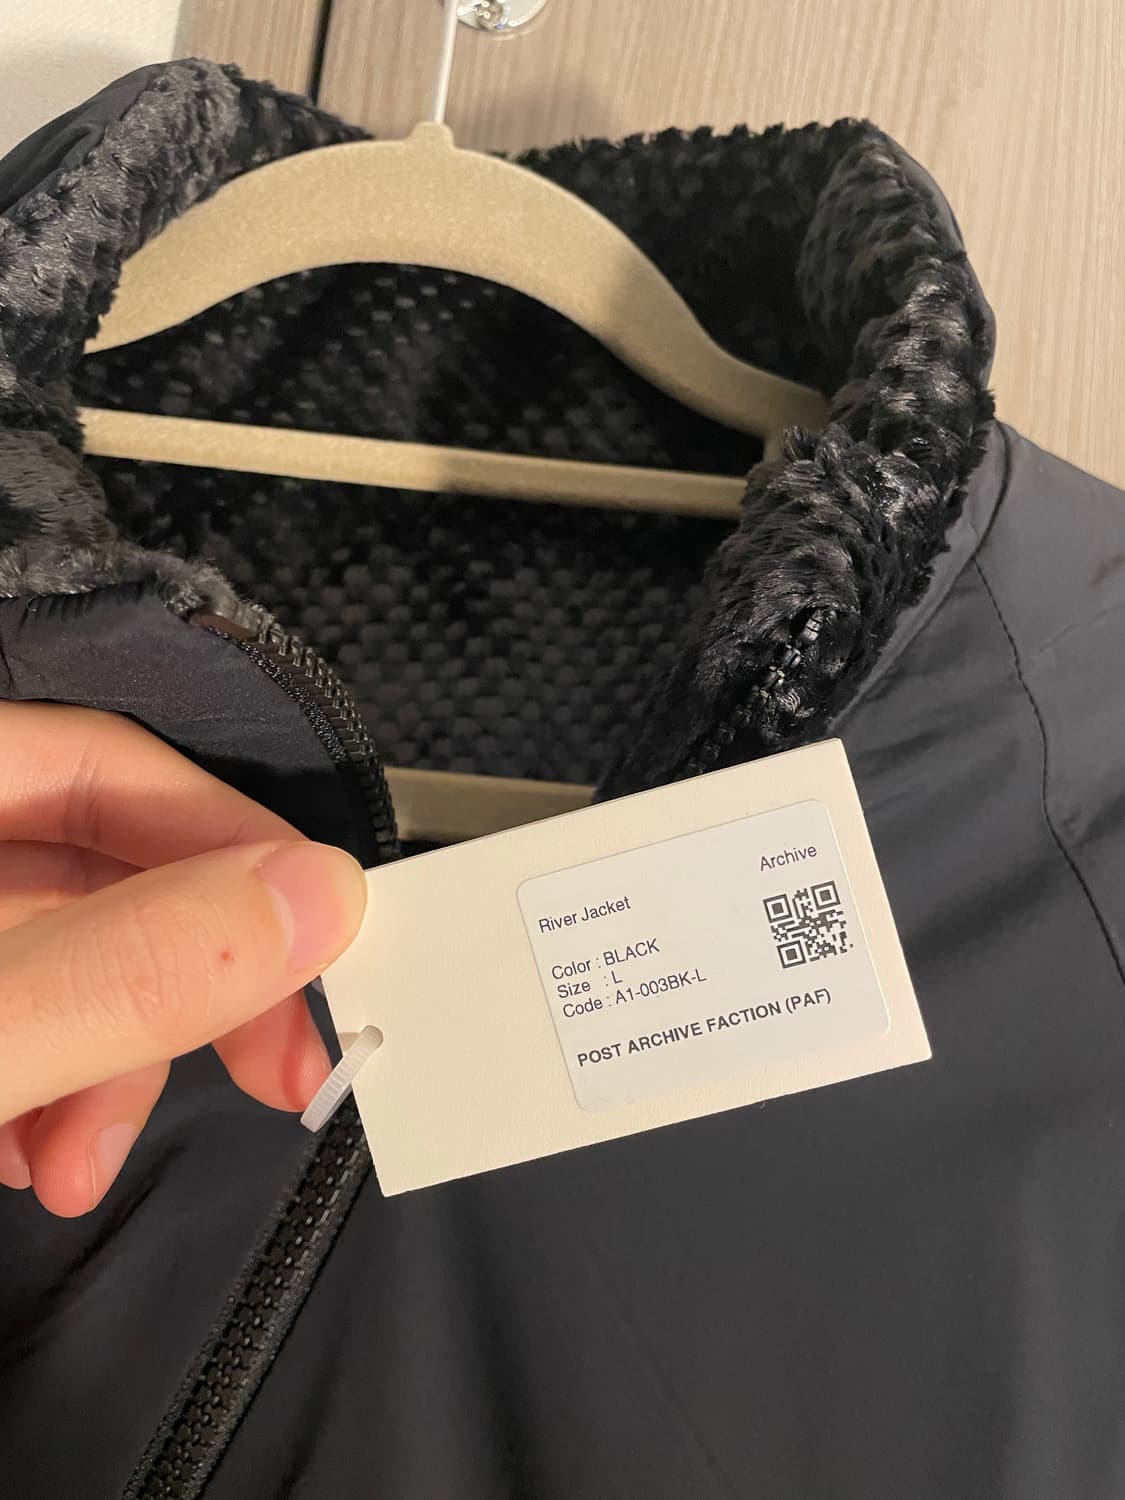 Archive
River Jacket
Color : BLACK
Size : L
Code : A1-003BK-L
POST ARCHIVE FACTION (PAF)